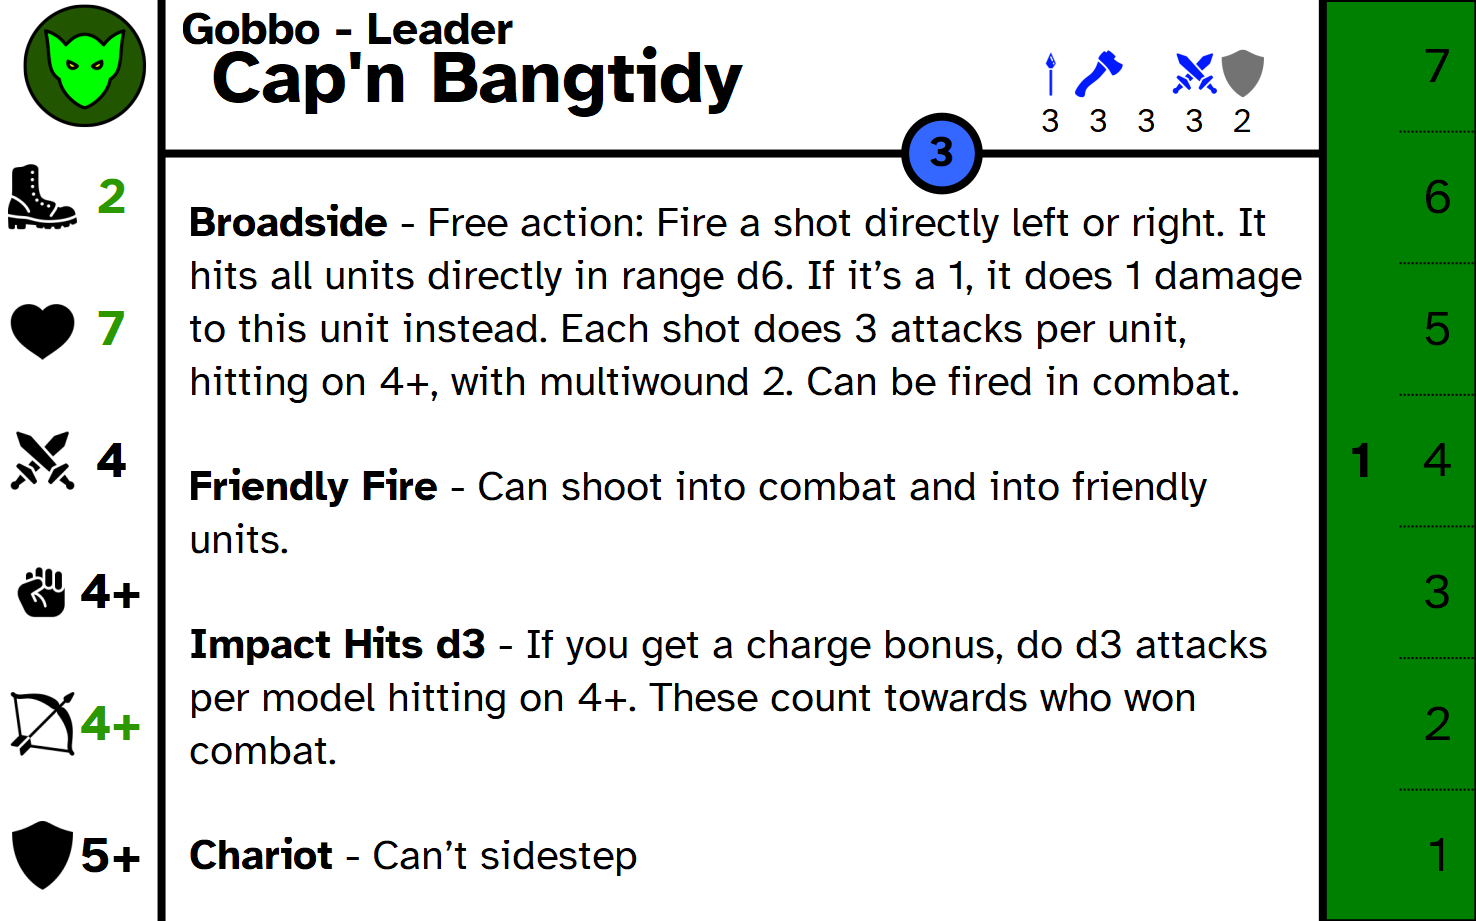 Gobbo - Leader
Cap'n Bangtidy
3 3 3 3 2
3
2
7
4
4+
4+
5+
Broadside - Free action: Fire a shot directly left or right. It
hits all units directly in range d6. If it’s a 1, it does 1 damage
to this unit instead. Each shot does 3 attacks per unit,
hitting on 4+, with multiwound 2. Can be fired in combat.
Friendly Fire - Can shoot into combat and into friendly
units.
Impact Hits d3 - If you get a charge bonus, do d3 attacks
per model hitting on 4+. These count towards who won
combat.
Chariot - Can’t sidestep
7
6
5
1 4
3
2
1